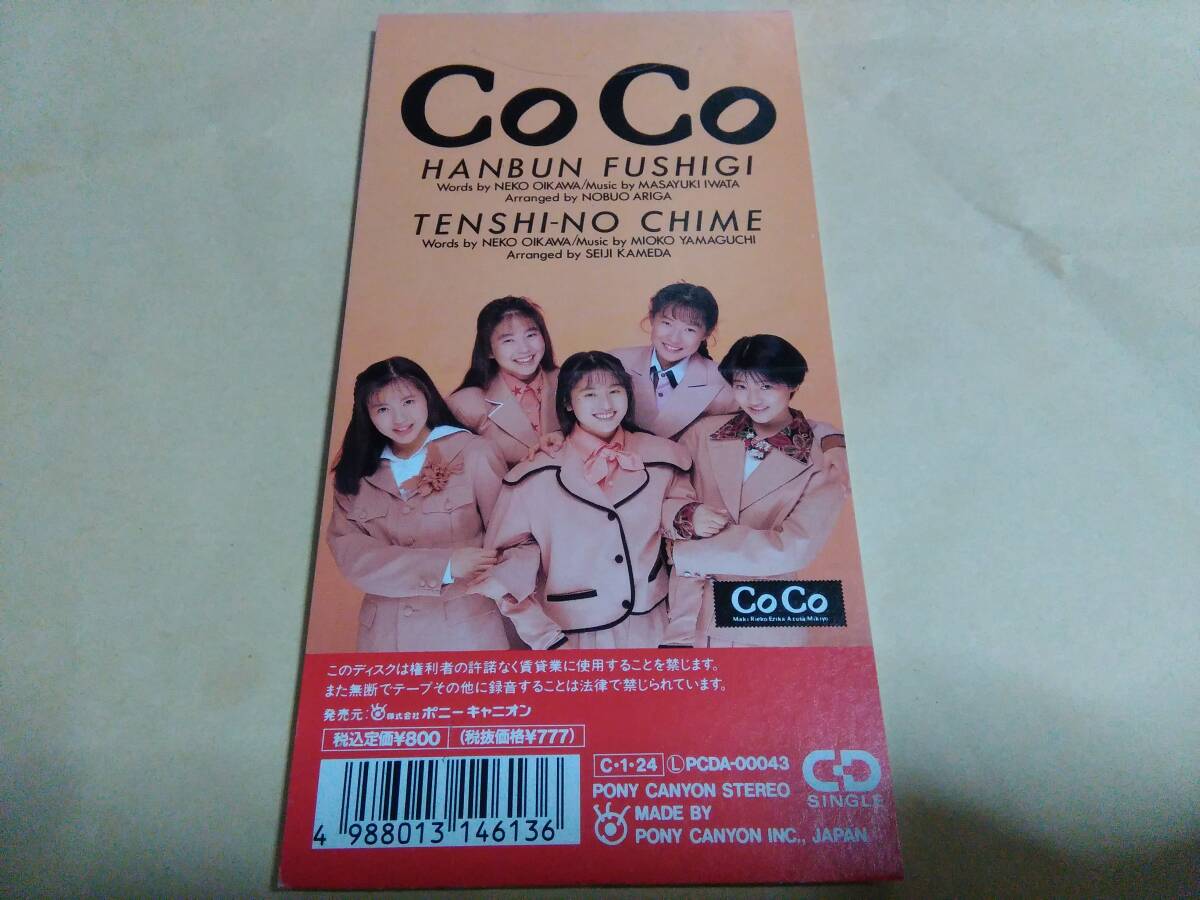 CoCo
HANBUN FUSHIGI
Words by NEKO OIKAWA/Music by MASAYUKI IWATA
Arranged by NOBUO ARIGA
TENSHI-NO CHIME
Words by NEKO OIKAWA/Music by MIOKO YAMAGUCHI
Arranged by SEIJI KAMEDA
CoCo
Maki Rieko Erika Azusa Mikiyo
このディスクは権利者の許諾なく賃貸業に使用することを禁じます。
また無断でテープその他に録音することは法律で禁じられています。
発売元:株式会社ポニーキャニオン
税込定価¥800 (税抜価格¥777)
C・1・24 ⓁPCDA-00043
PONY CANYON STEREO
MADE BY
PONY CANYON INC., JAPAN.
CD
SINGLE
4 988013 146136